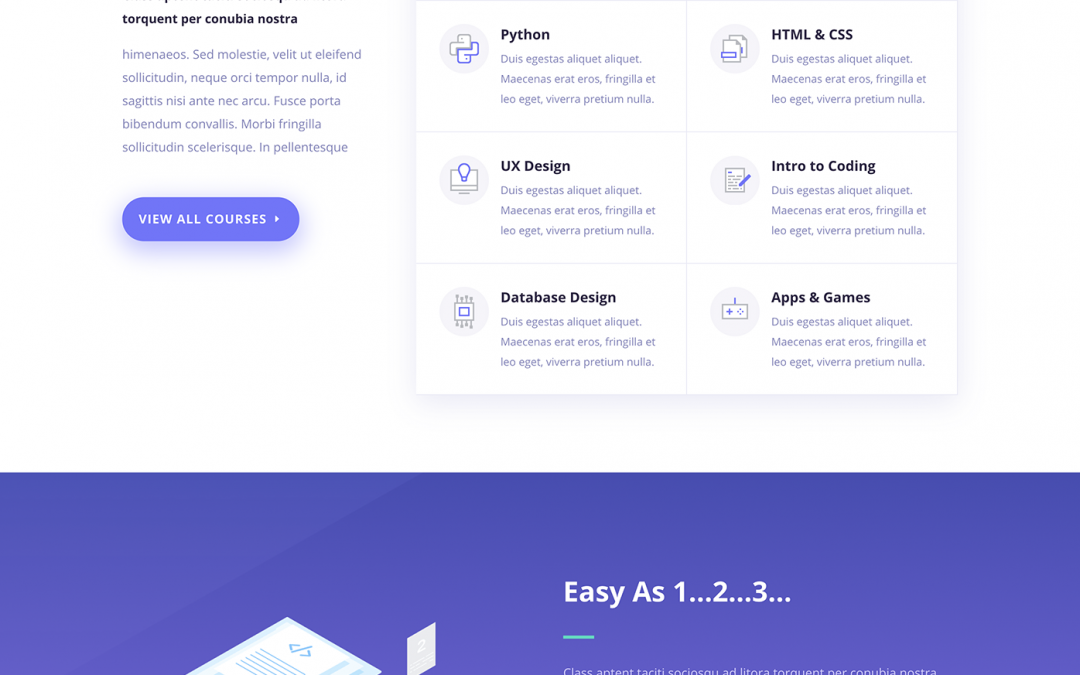 torquent per conubia nostra
himenaeos. Sed molestie, velit ut eleifend
sollicitudin, neque orci tempor nulla, id
sagittis nisi ante nec arcu. Fusce porta
bibendum convallis. Morbi fringilla
sollicitudin scelerisque. In pellentesque
VIEW ALL COURSES
Python
Duis egestas aliquet aliquet.
Maecenas erat eros, fringilla et
leo eget, viverra pretium nulla.
HTML & CSS
Duis egestas aliquet aliquet.
Maecenas erat eros, fringilla et
leo eget, viverra pretium nulla.
UX Design
Duis egestas aliquet aliquet.
Maecenas erat eros, fringilla et
leo eget, viverra pretium nulla.
Intro to Coding
Duis egestas aliquet aliquet.
Maecenas erat eros, fringilla et
leo eget, viverra pretium nulla.
Database Design
Duis egestas aliquet aliquet.
Maecenas erat eros, fringilla et
leo eget, viverra pretium nulla.
Apps & Games
Duis egestas aliquet aliquet.
Maecenas erat eros, fringilla et
leo eget, viverra pretium nulla.
Easy As 1...2...3...
Class aptent taciti sociosqu ad litora torquent per conubia nostra
</>
2